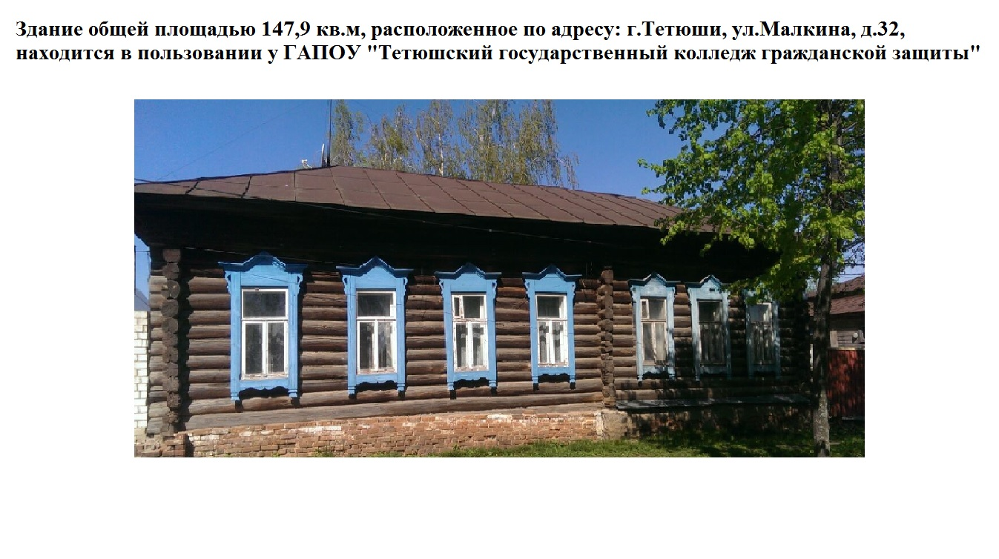 Здание общей площадью 147,9 кв.м, расположенное по адресу: г.Тетюши, ул.Малкина, д.32,
находится в пользовании у ГАПОУ "Тетюшский государственный колледж гражданской защиты"